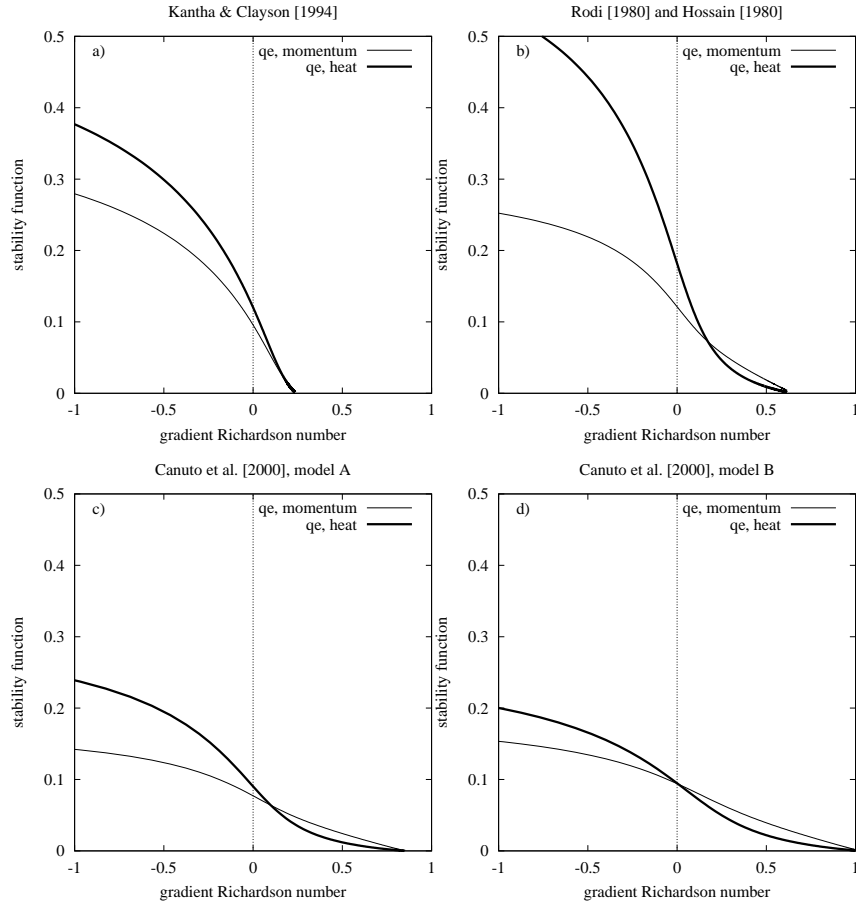 Kantha & Clayson [1994]
a)
qe, momentum
qe, heat
0.5
0.4
0.3
0.2
0.1
0
stability function
-1 -0.5 0 0.5 1
gradient Richardson number
Rodi [1980] and Hossain [1980]
b)
qe, momentum
qe, heat
0.5
0.4
0.3
0.2
0.1
0
stability function
-1 -0.5 0 0.5 1
gradient Richardson number
Canuto et al. [2000], model A
c)
qe, momentum
qe, heat
0.5
0.4
0.3
0.2
0.1
0
stability function
-1 -0.5 0 0.5 1
gradient Richardson number
Canuto et al. [2000], model B
d)
qe, momentum
qe, heat
0.5
0.4
0.3
0.2
0.1
0
stability function
-1 -0.5 0 0.5 1
gradient Richardson number